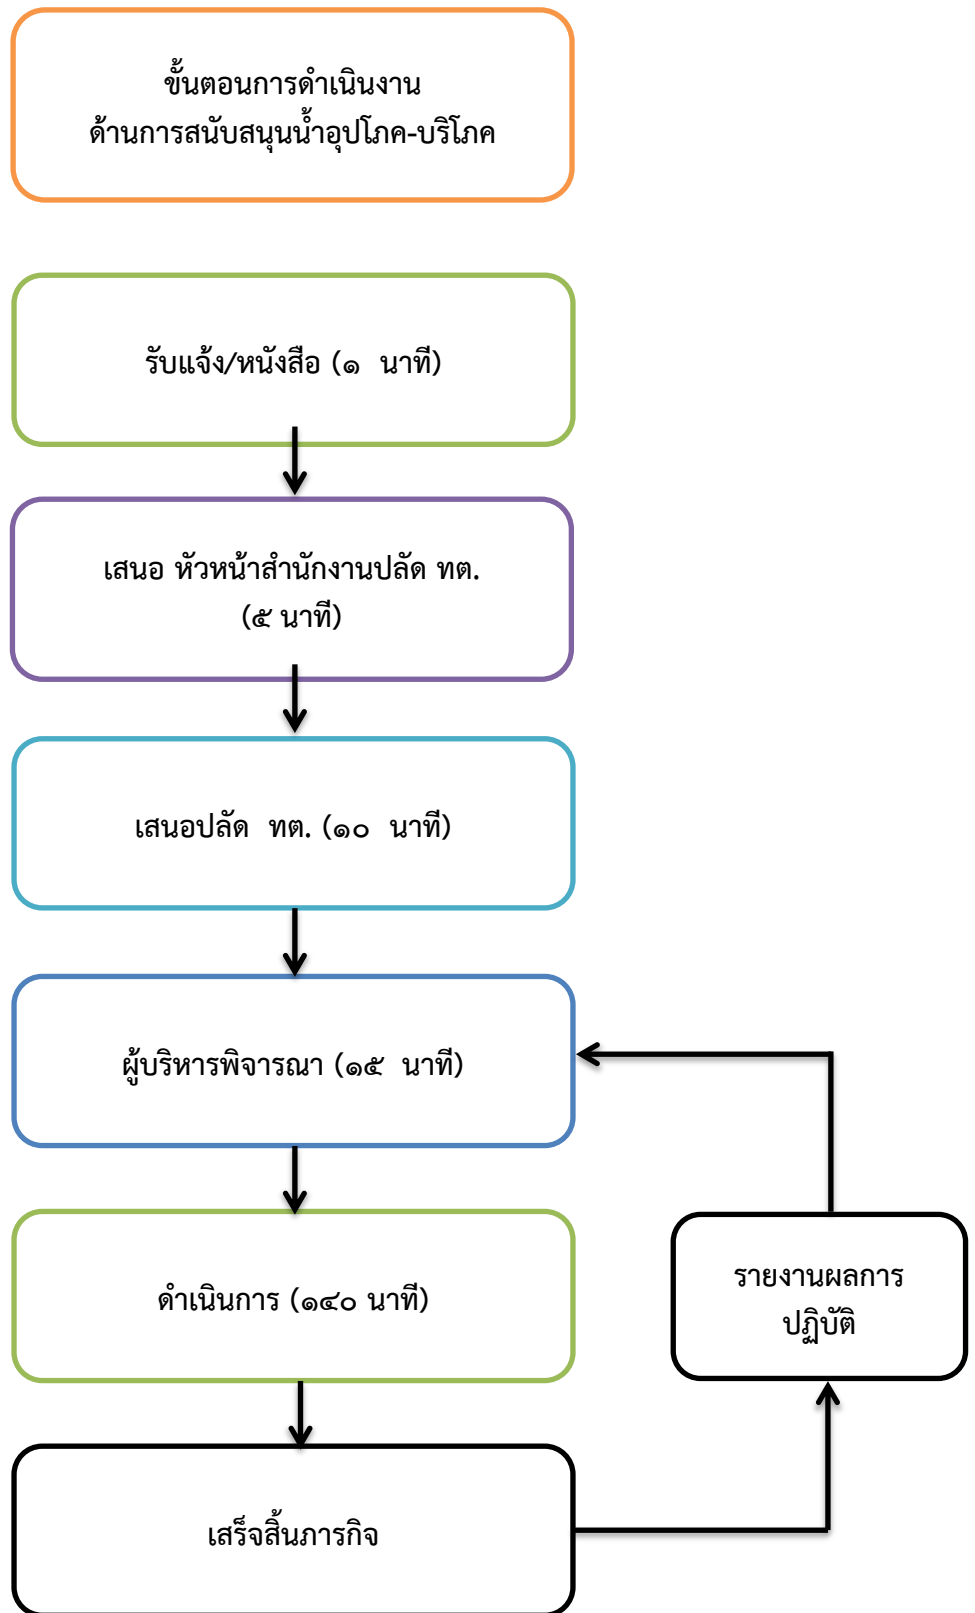 ขั้นตอนการดำเนินงาน
ด้านการสนับสนุนน้ำอุปโภค-บริโภค
รับแจ้ง/หนังสือ (๑ นาที)
เสนอ หัวหน้าสำนักงานปลัด ทต.
(๕ นาที)
เสนอปลัด ทต. (๑๐ นาที)
ผู้บริหารพิจารณา (๑๕ นาที)
ดำเนินการ (๑๔๐ นาที)
รายงานผลการ
ปฏิบัติ
เสร็จสิ้นภารกิจ